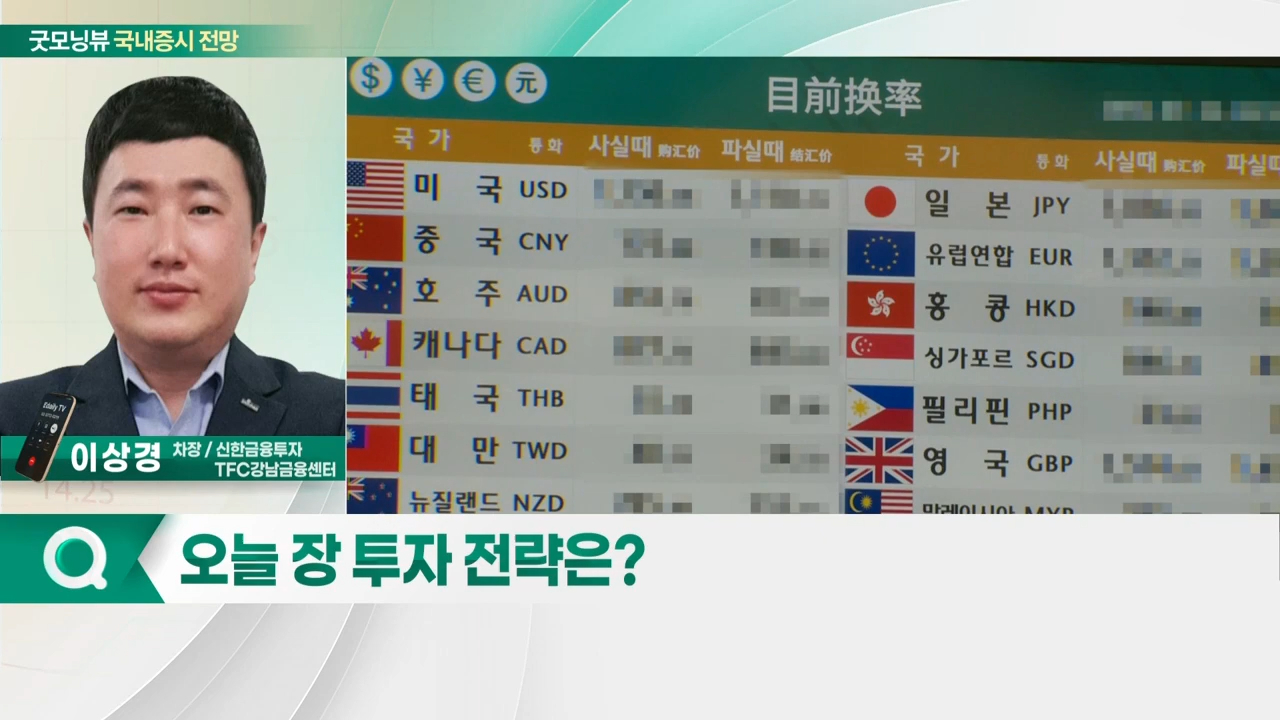 굿모닝뷰 국내증시 전망
$ ¥ € 元
目前换率
국 가 통화 사실때 购汇价 파실때 结汇价 국 가 통화 사실때 购汇价
미 국 USD 일 본 JPY
중 국 CNY 유럽연합 EUR
호 주 AUD 홍 콩 HKD
캐나다 CAD 싱가포르 SGD
태 국 THB 필리핀 PHP
대 만 TWD 영 국 GBP
뉴질랜드 NZD
Edaily TV
이상경 차장 / 신한금융투자
TFC강남금융센터
14.25
Q 오늘 장 투자 전략은?